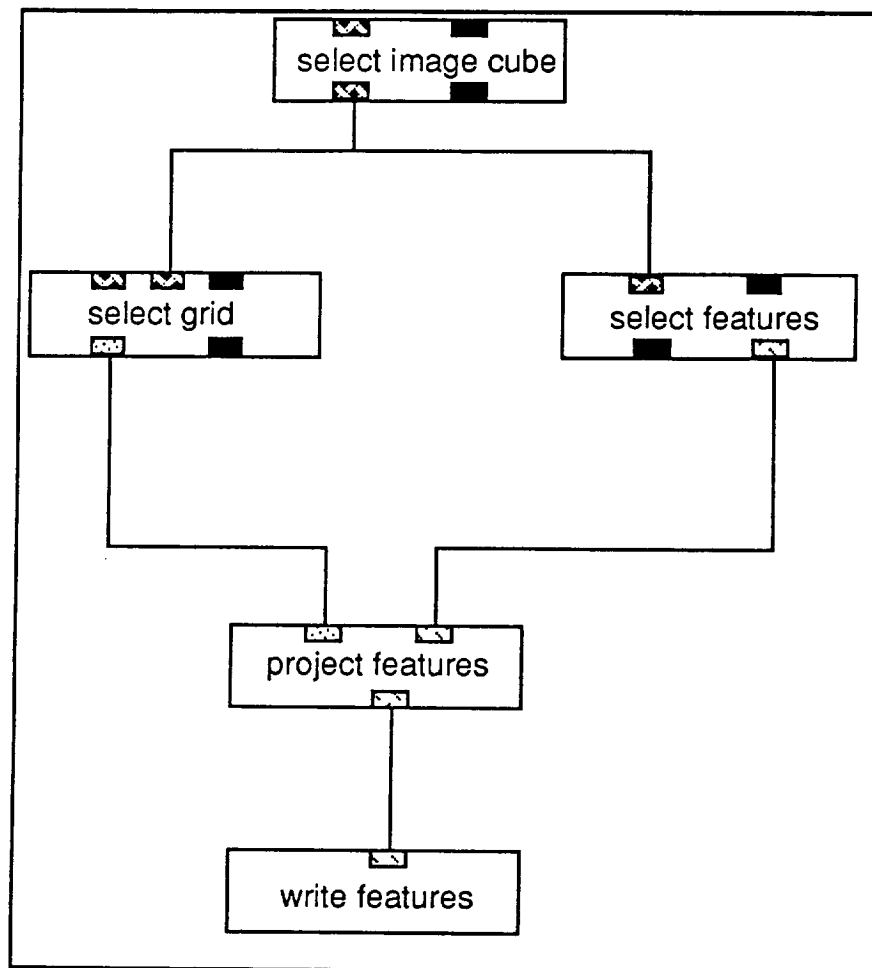 select image cube
select grid
select features
project features
write features